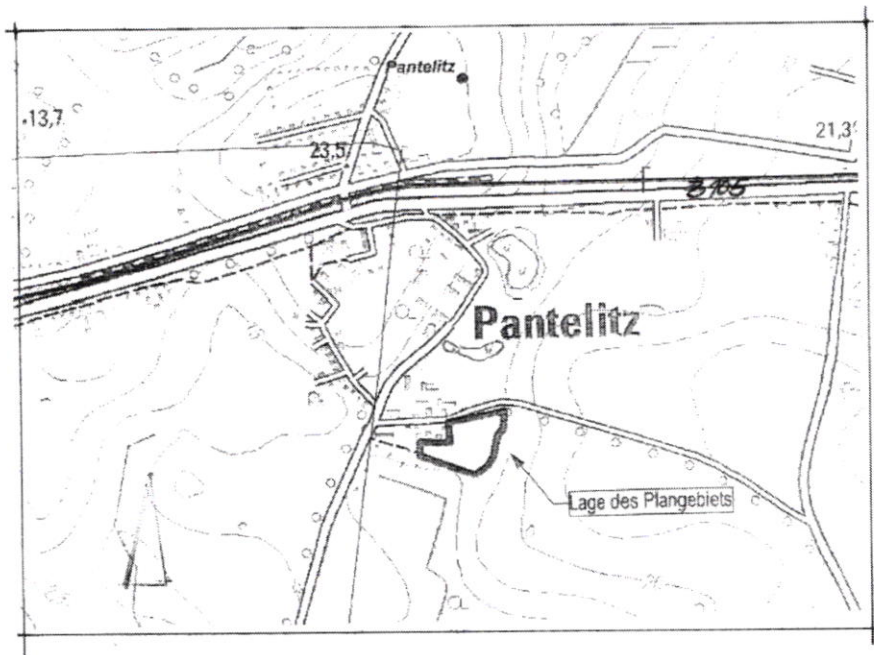 Pantelitz
13,7
23,5
21,3
B105
Pantelitz
Lage des Plangebiets